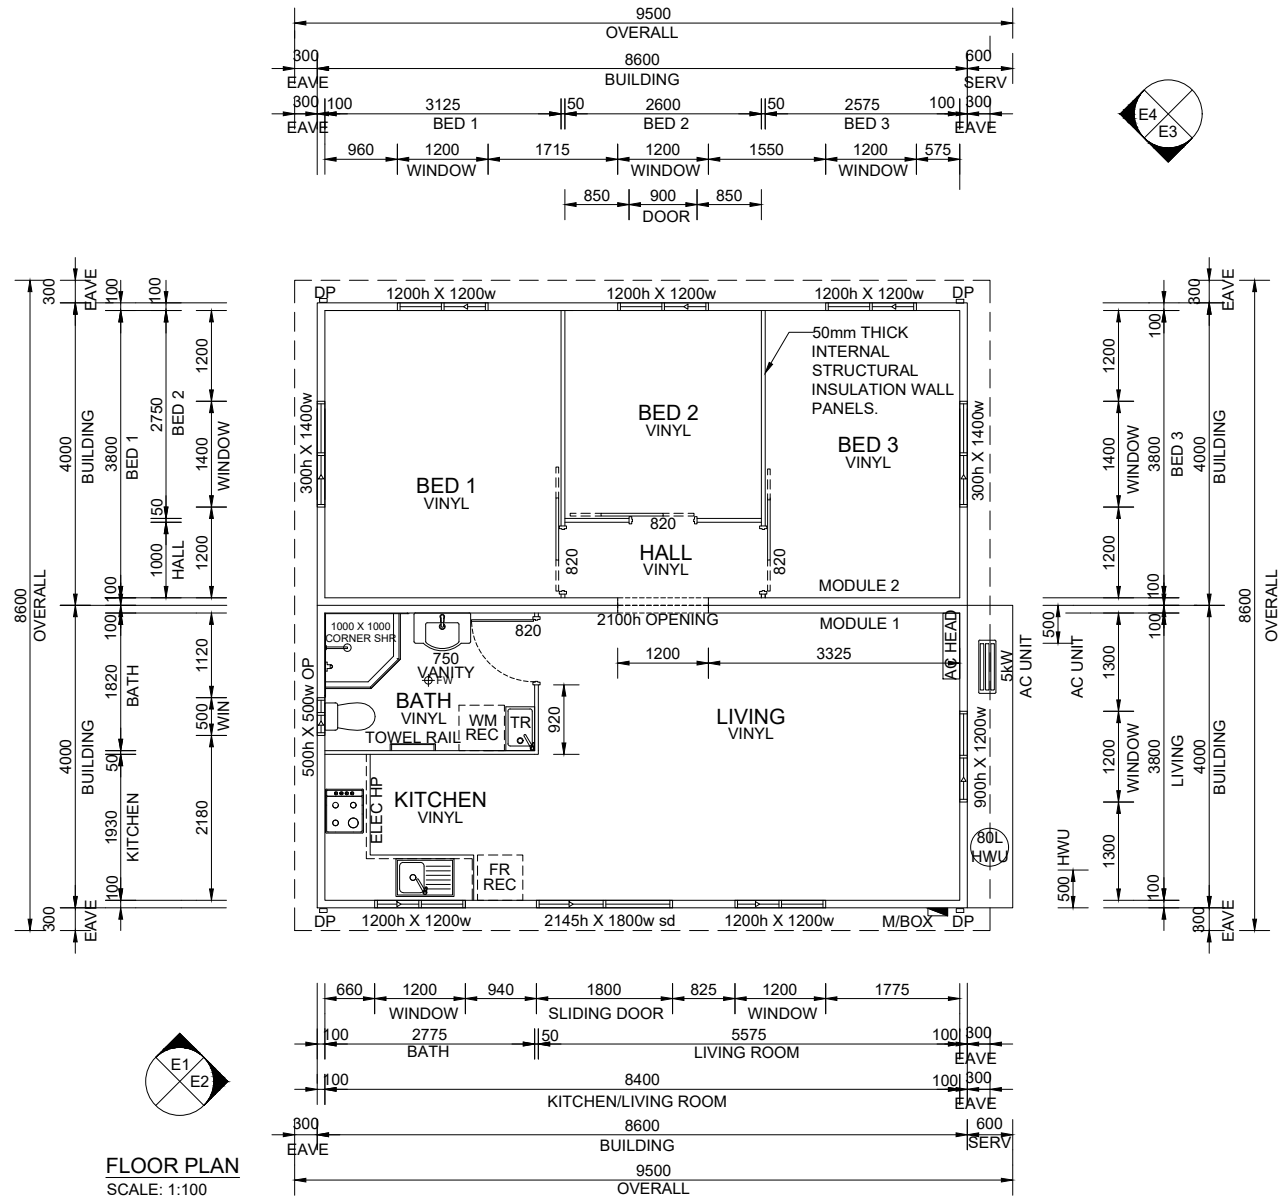 9500
OVERALL
300 8600 600
EAVE BUILDING SERV
300 100 3125 50 2600 50 2575 100 300
EAVE BED 1 BED 2 BED 3 EAVE
960 1200 1715 1200 1550 1200 575
WINDOW WINDOW WINDOW
850 900 850
DOOR
E4
E3
8600
OVERALL
300
EAVE
4000
BUILDING
4000
BUILDING
300
EAVE
100
3800
BED 1
100
100
1820
BATH
50
1930
KITCHEN
100
100
2750
BED 2
50
1000
HALL
1200
1400
WINDOW
1200
1120
500
WIN
2180
DP 1200h X 1200w 1200h X 1200w 1200h X 1200w DP
300h X 1400w
50mm THICK
INTERNAL
STRUCTURAL
INSULATION WALL
PANELS.
BED 1
VINYL
BED 2
VINYL
BED 3
VINYL
300h X 1400w
820
820
HALL
VINYL
820
MODULE 2
2100h OPENING
MODULE 1
1000 X 1000
CORNER SHR
820
750
VANITY
FW
1200 3325
AC HEAD
5kW
AC UNIT
BATH
VINYL
TOWEL RAIL
WM
REC
TR
920
500h X 500w OP
LIVING
VINYL
900h X 1200w
KITCHEN
VINYL
ELEC HP
FR
REC
80L
HWU
DP 1200h X 1200w 2145h X 1800w sd 1200h X 1200w M/BOX DP
500
AC UNIT
500 HWU
1200
1400
WINDOW
1200
1300
1200
WINDOW
1300
100
3800
BED 3
100
100
3800
LIVING
100
300
EAVE
4000
BUILDING
4000
BUILDING
300
EAVE
8600
OVERALL
660 1200 940 1800 825 1200 1775
WINDOW SLIDING DOOR WINDOW
100 2775 50 5575 100 300
BATH LIVING ROOM EAVE
100 8400 100 300
KITCHEN/LIVING ROOM EAVE
300 8600 600
EAVE BUILDING SERV
9500
OVERALL
E1
E2
FLOOR PLAN
SCALE: 1:100